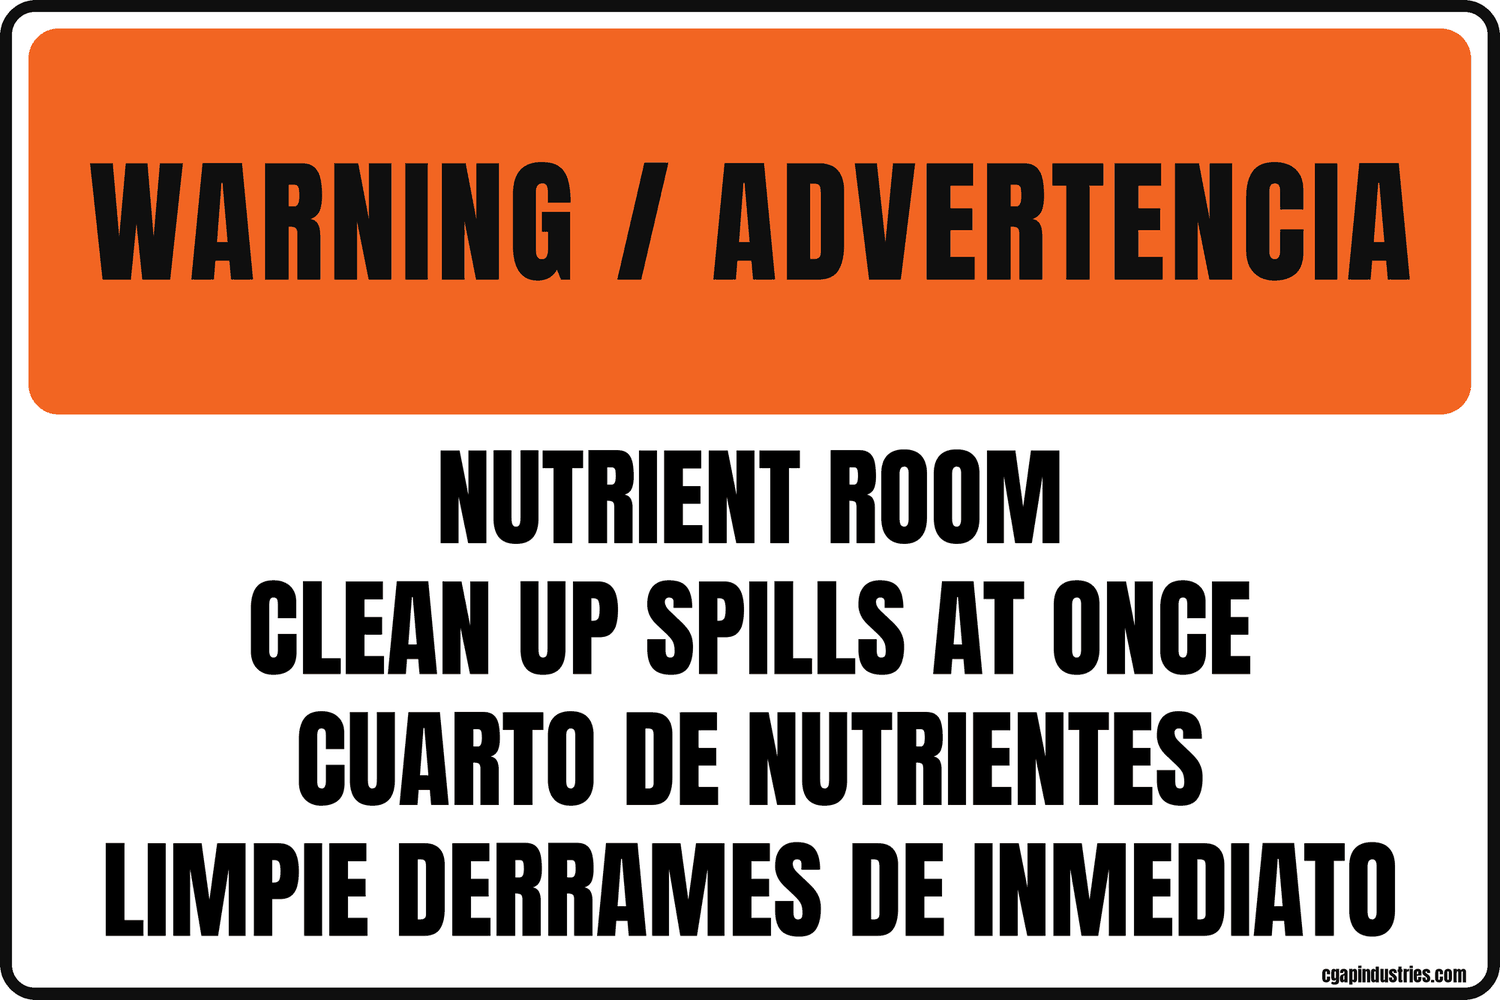 WARNING / ADVERTENCIA
NUTRIENT ROOM
CLEAN UP SPILLS AT ONCE
CUARTO DE NUTRIENTES
LIMPIE DERRAMES DE INMEDIATO
cgapindustries.com